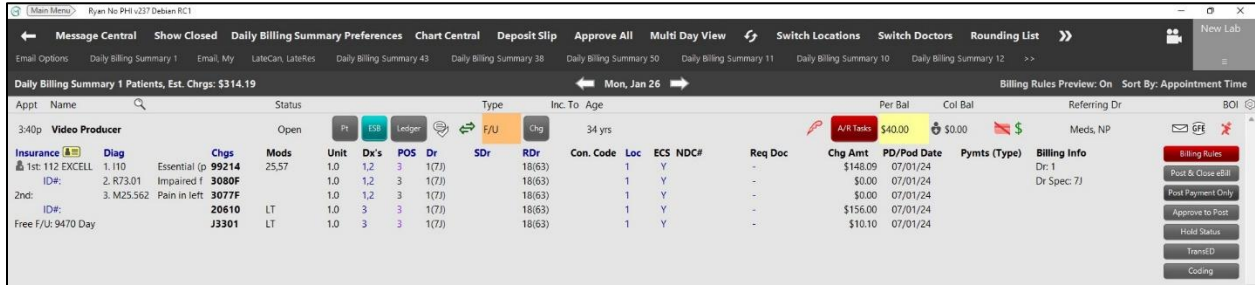 Main Menu Ryan No PHI v237 Debian RC1
Message Central Show Closed Daily Billing Summary Preferences Chart Central Deposit Slip Approve All Multi Day View Switch Locations Switch Doctors Rounding List New Lab
Email Options Daily Billing Summary 1 Email, My LateCan, LateRes Daily Billing Summary 43 Daily Billing Summary 38 Daily Billing Summary 50 Daily Billing Summary 11 Daily Billing Summary 10 Daily Billing Summary 12 >>
Daily Billing Summary 1 Patients, Est. Chrgs: $314.19 Mon, Jan 26 Billing Rules Preview: On Sort By: Appointment Time
Appt Name Status Type Inc. To Age Per Bal Col Bal Referring Dr BOI
3:40p Video Producer Open Pt ESB Ledger F/U Chg 34 yrs A/R Tasks $40.00 $0.00 $ Meds, NP GFE
Insurance Diag Chgs Mods Unit Dx's POS Dr SDr RDr Con. Code Loc ECS NDC# Req Doc Chg Amt PD/Pod Date Pymts (Type) Billing Info Billing Rules
1st: 112 EXCELL 1. I10 Essential (p 99214 25,57 1.0 1,2 3 1(7J) 18(63) 1 Y - $148.09 07/01/24 Dr: 1
ID#: 2. R73.01 Impaired f 3080F 1.0 1,2 3 1(7J) 18(63) 1 Y - $0.00 07/01/24 Dr Spec: 7J Post & Close eBill
2nd: 3. M25.562 Pain in left 3077F 1.0 1,2 3 1(7J) 18(63) 1 Y - $0.00 07/01/24 Post Payment Only
ID#: 20610 LT 1.0 3 3 1(7J) 18(63) 1 Y - $156.00 07/01/24 Approve to Post
Free F/U: 9470 Day J3301 LT 1.0 3 3 1(7J) 18(63) 1 Y - $10.10 07/01/24 Hold Status
TransED
Coding